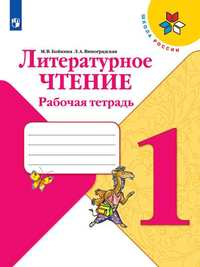 ШКОЛА РОССИИ
М. В. Бойкина Л. А. Виноградская
Литературное
ЧТЕНИЕ
Рабочая тетрадь
1